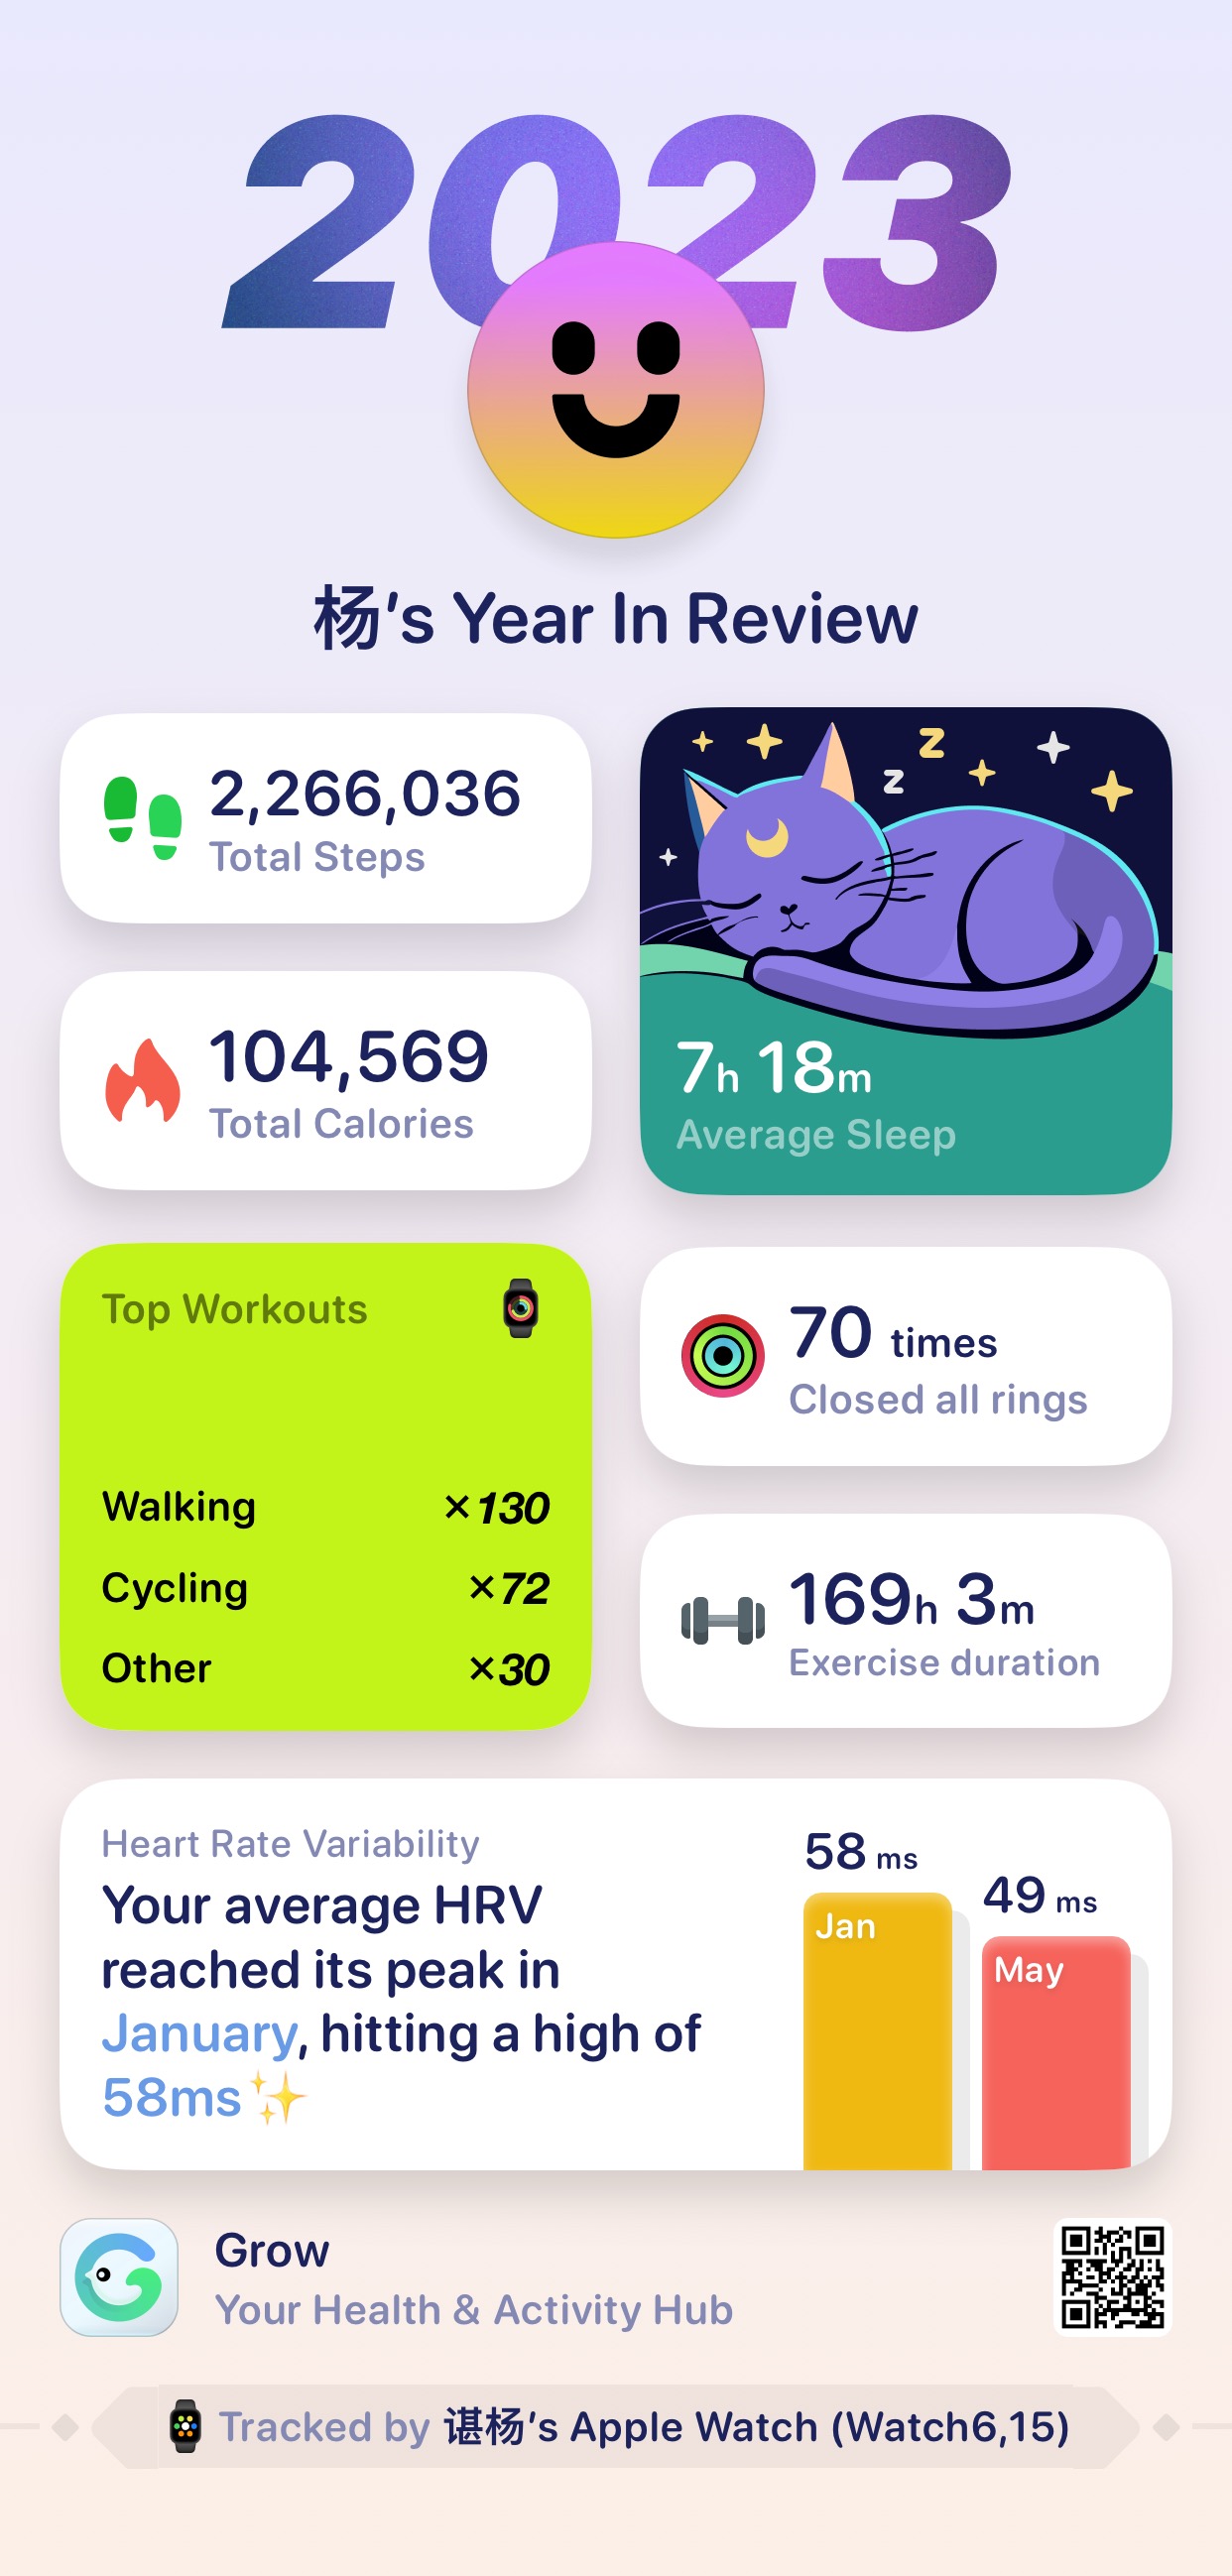 2023
杨's Year In Review
2,266,036
Total Steps
104,569
Total Calories
z
z
7h 18m
Average Sleep
Top Workouts
Walking ×130
Cycling ×72
Other ×30
70 times
Closed all rings
169h 3m
Exercise duration
Heart Rate Variability
Your average HRV
reached its peak in
January, hitting a high of
58ms✨
58 ms
Jan
49 ms
May
Grow
Your Health & Activity Hub
Tracked by 谌杨's Apple Watch (Watch6,15)